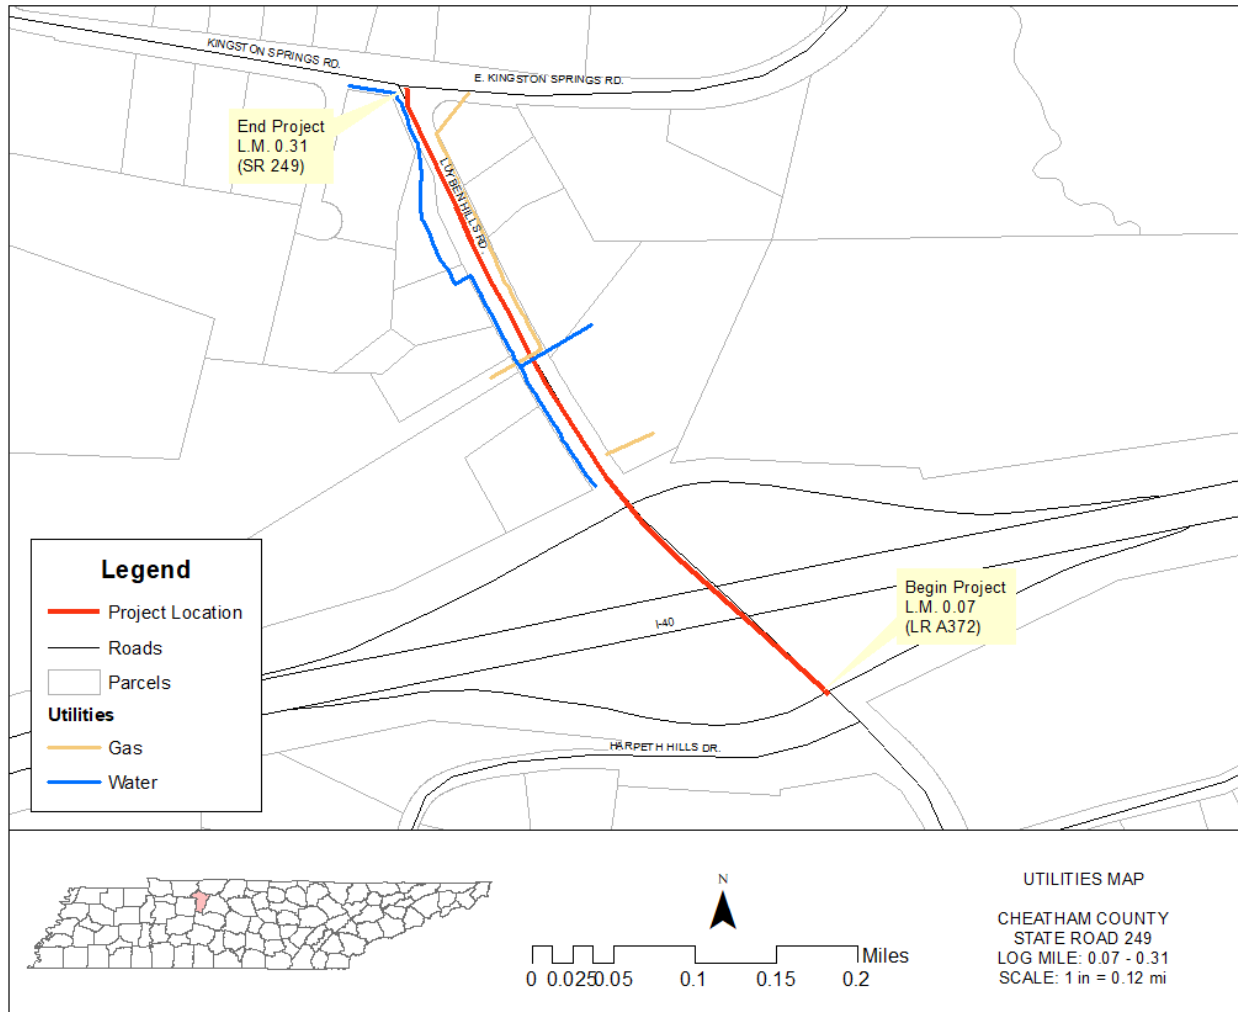 KINGSTON SPRINGS RD.
E. KINGSTON SPRINGS RD.
End Project
L.M. 0.31
(SR 249)
LUYBEN HILLS RD.
Begin Project
L.M. 0.07
(LR A372)
I-40
HARPETH HILLS DR.
Legend
Project Location
Roads
Parcels
Utilities
Gas
Water
N
Miles
0 0.025 0.05 0.1 0.15 0.2
UTILITIES MAP
CHEATHAM COUNTY
STATE ROAD 249
LOG MILE: 0.07 - 0.31
SCALE: 1 in = 0.12 mi